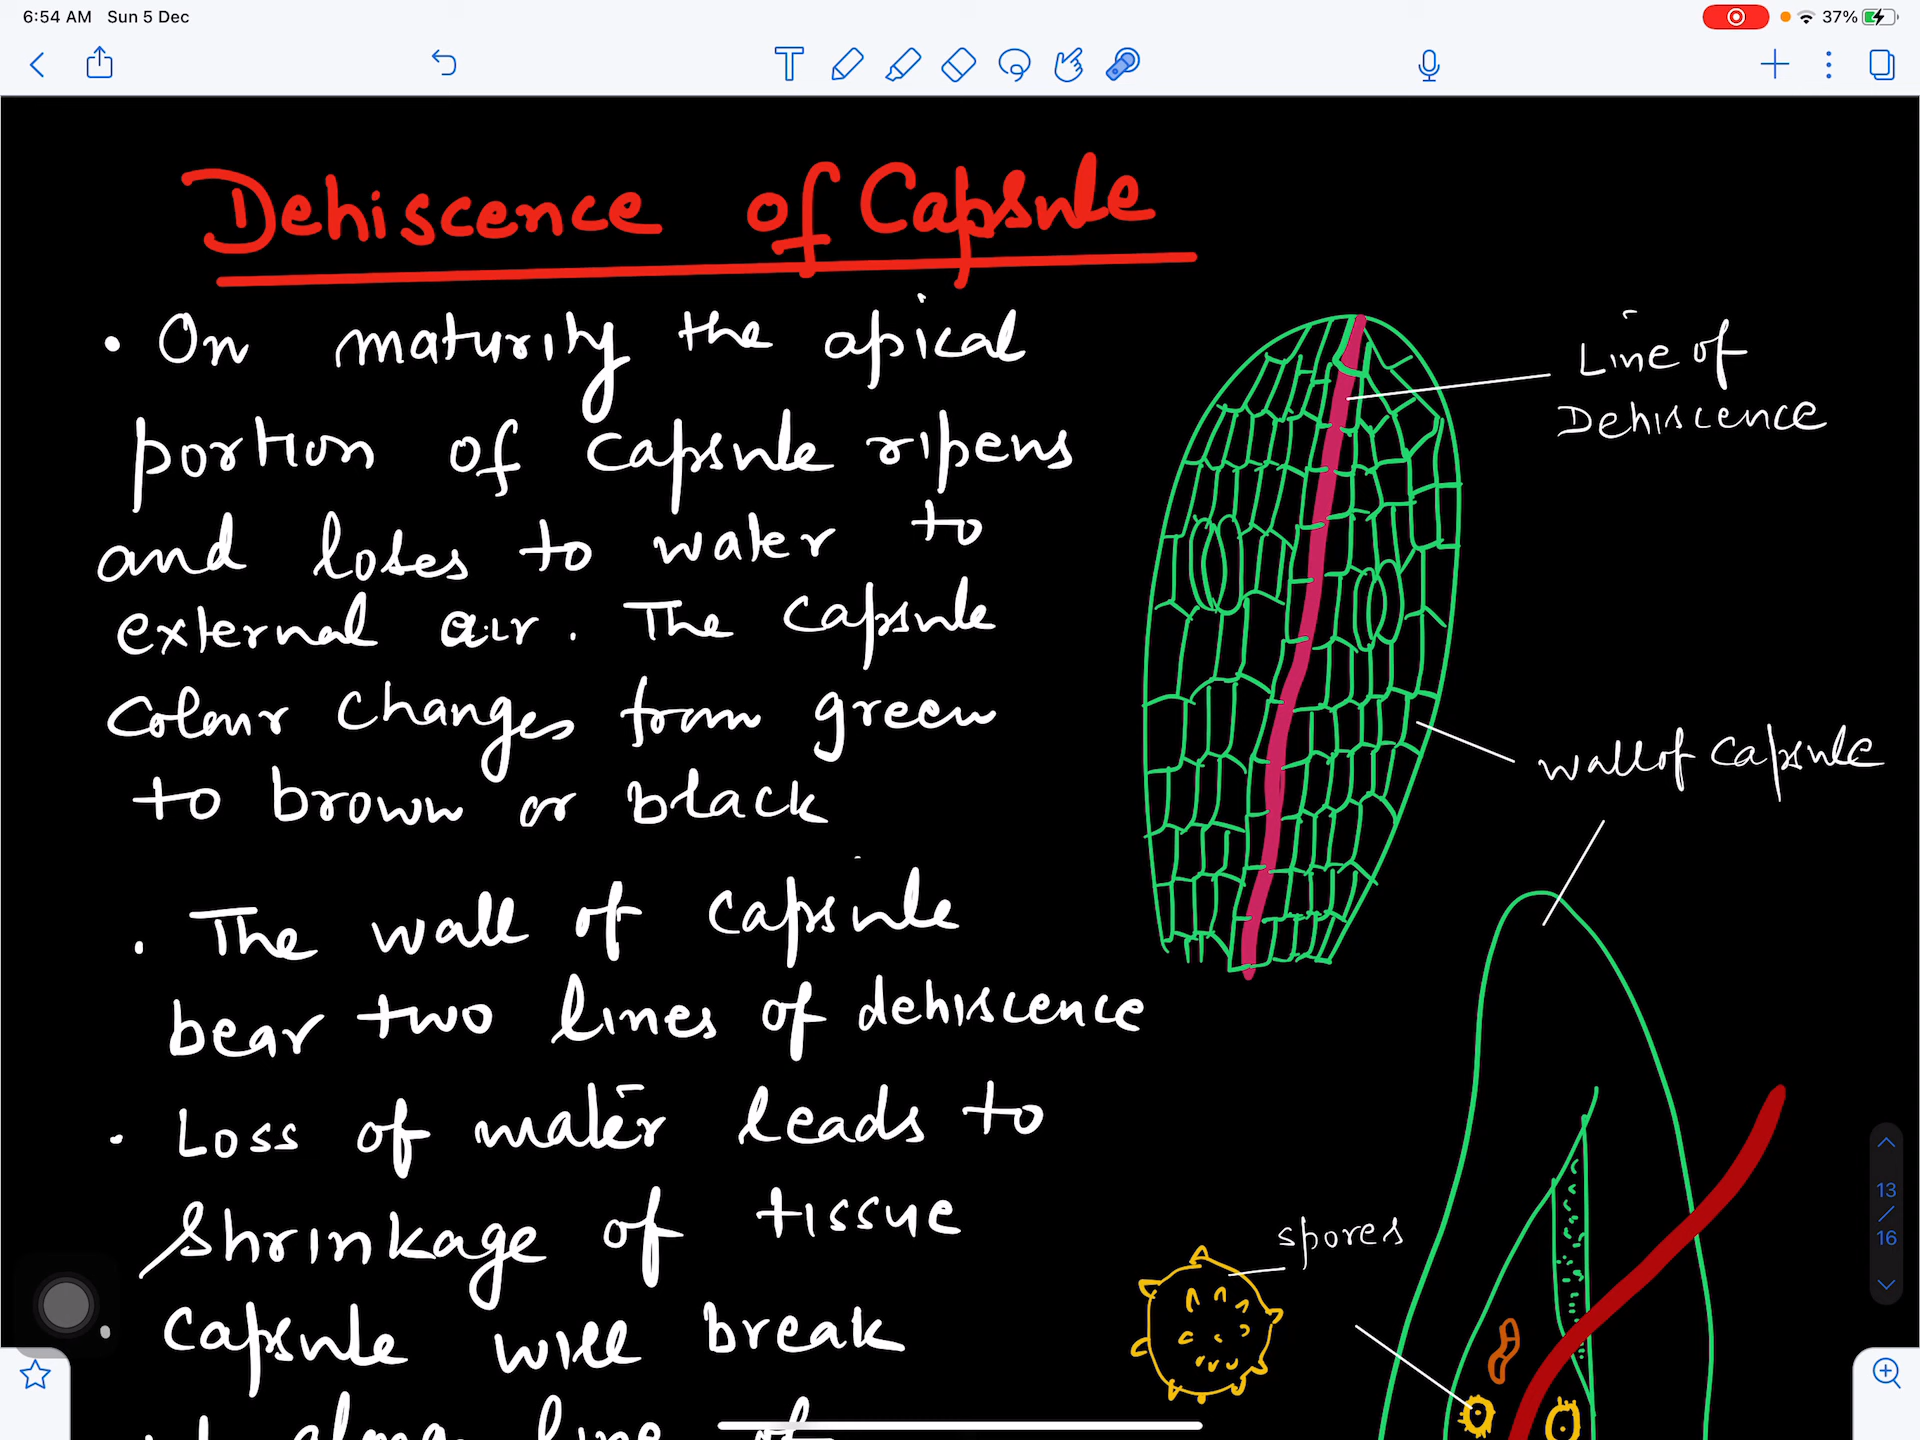 6:54 AM Sun 5 Dec
37%
Dehiscence of Capsule
• On maturity the apical
portion of capsule ripens
and loses to water to
external air. The capsule
colour changes from green
to brown or black
. The wall of capsule
bear two lines of dehiscence
. Loss of water leads to
shrinkage of tissue
capsule will break
along line of
Line of
Dehiscence
wall of capsule
spores
13
/
16